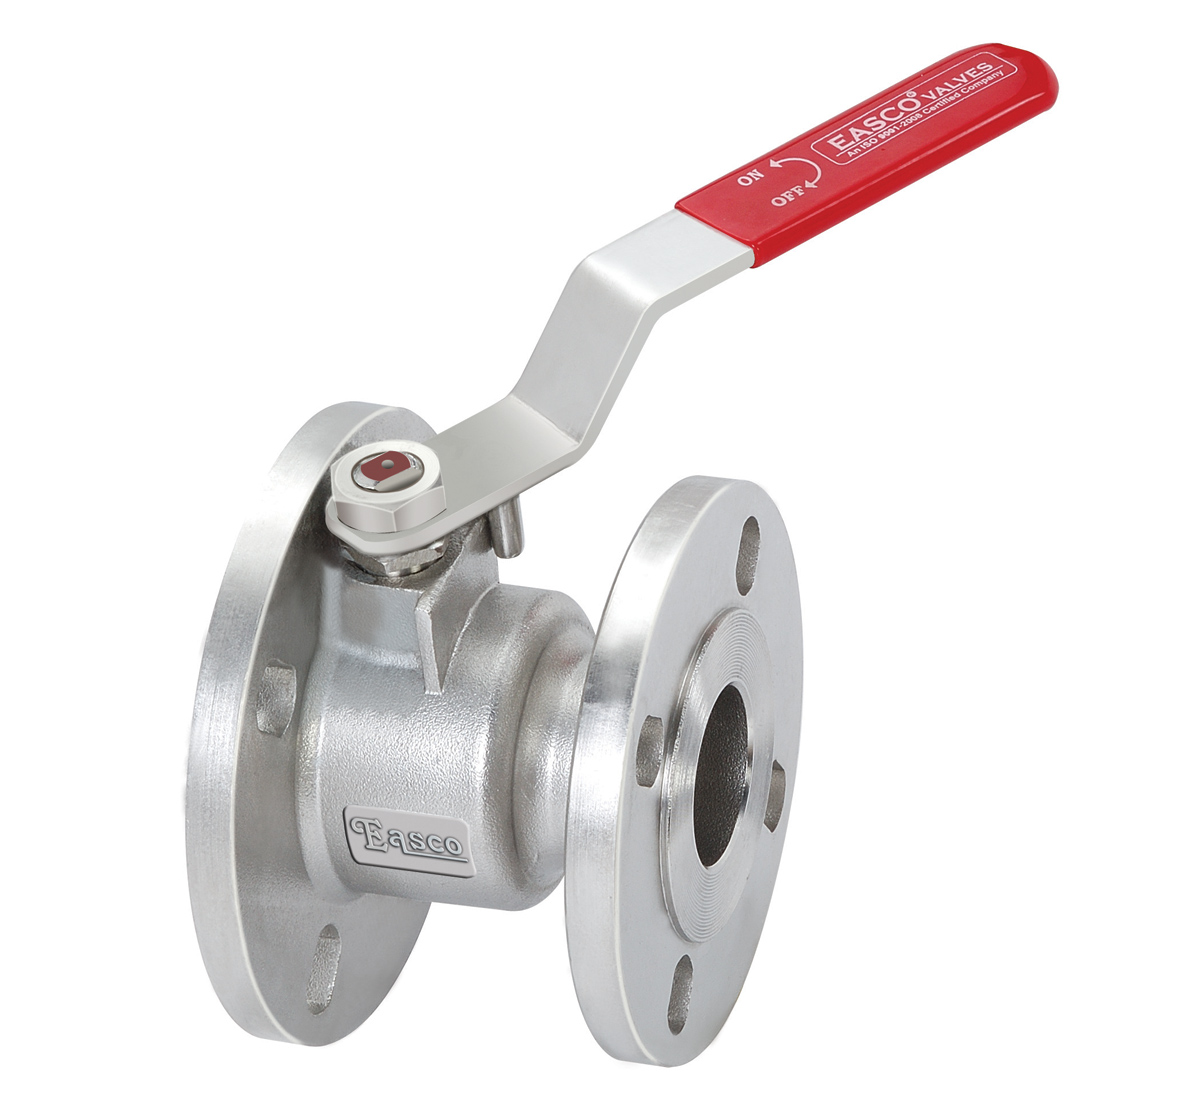 EASCO VALVES
An ISO 9001-2008 Certified Company
ON
OFF
Easco